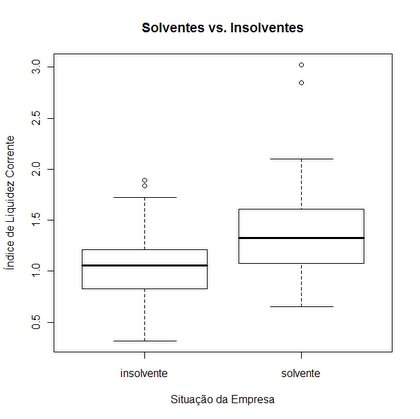 Solventes vs. Insolventes
Índice de Liquidez Corrente
3.0
2.5
2.0
1.5
1.0
0.5
insolvente
solvente
Situação da Empresa